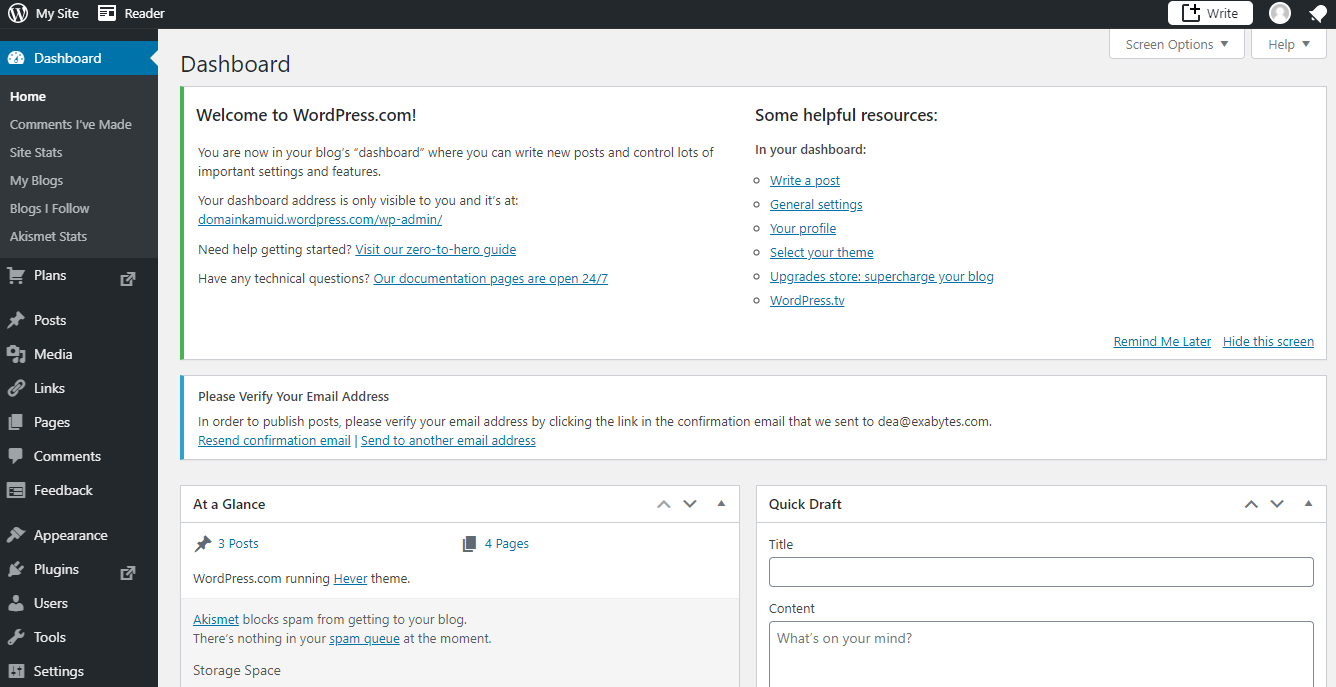 My Site Reader Write
Screen Options Help
Dashboard
Home
Comments I've Made
Site Stats
My Blogs
Blogs I Follow
Akismet Stats
Plans
Posts
Media
Links
Pages
Comments
Feedback
Appearance
Plugins
Users
Tools
Settings
Dashboard
Welcome to WordPress.com!
You are now in your blog's “dashboard” where you can write new posts and control lots of
important settings and features.
Your dashboard address is only visible to you and it's at:
domainkamuid.wordpress.com/wp-admin/
Need help getting started? Visit our zero-to-hero guide
Have any technical questions? Our documentation pages are open 24/7
Some helpful resources:
In your dashboard:
Write a post
General settings
Your profile
Select your theme
Upgrades store: supercharge your blog
WordPress.tv
Remind Me Later Hide this screen
Please Verify Your Email Address
In order to publish posts, please verify your email address by clicking the link in the confirmation email that we sent to dea@exabytes.com.
Resend confirmation email | Send to another email address
At a Glance
3 Posts 4 Pages
WordPress.com running Hever theme.
Akismet blocks spam from getting to your blog.
There's nothing in your spam queue at the moment.
Storage Space
Quick Draft
Title
Content
What's on your mind?